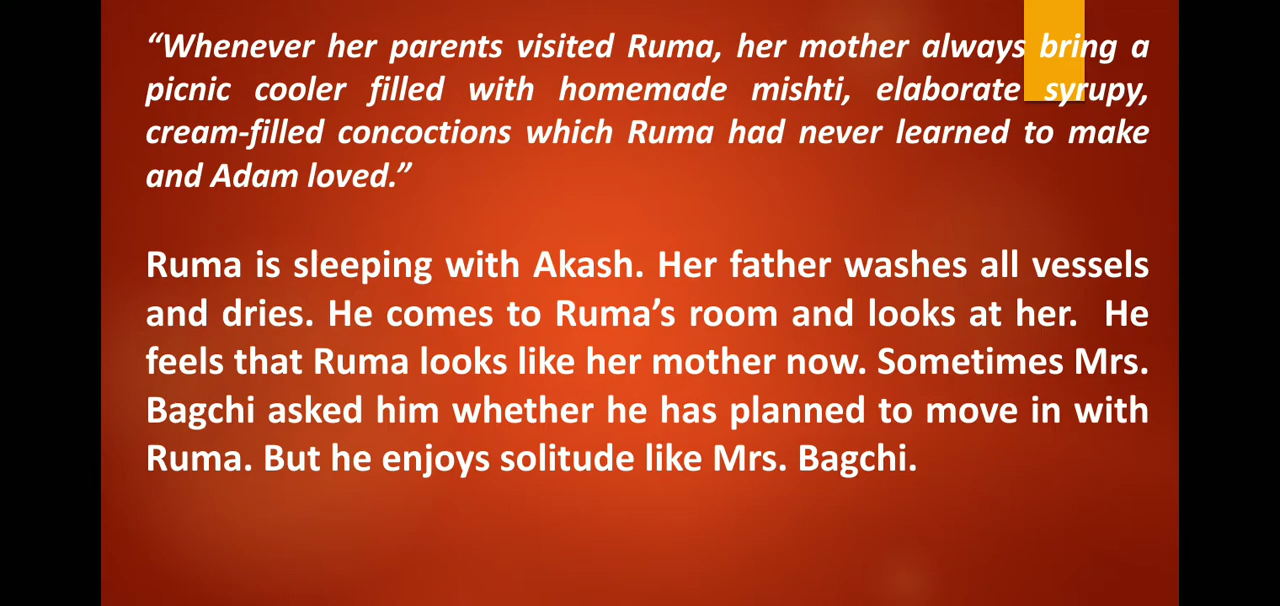 “Whenever her parents visited Ruma, her mother always bring a
picnic cooler filled with homemade mishti, elaborate syrupy,
cream-filled concoctions which Ruma had never learned to make
and Adam loved.”
Ruma is sleeping with Akash. Her father washes all vessels
and dries. He comes to Ruma’s room and looks at her. He
feels that Ruma looks like her mother now. Sometimes Mrs.
Bagchi asked him whether he has planned to move in with
Ruma. But he enjoys solitude like Mrs. Bagchi.